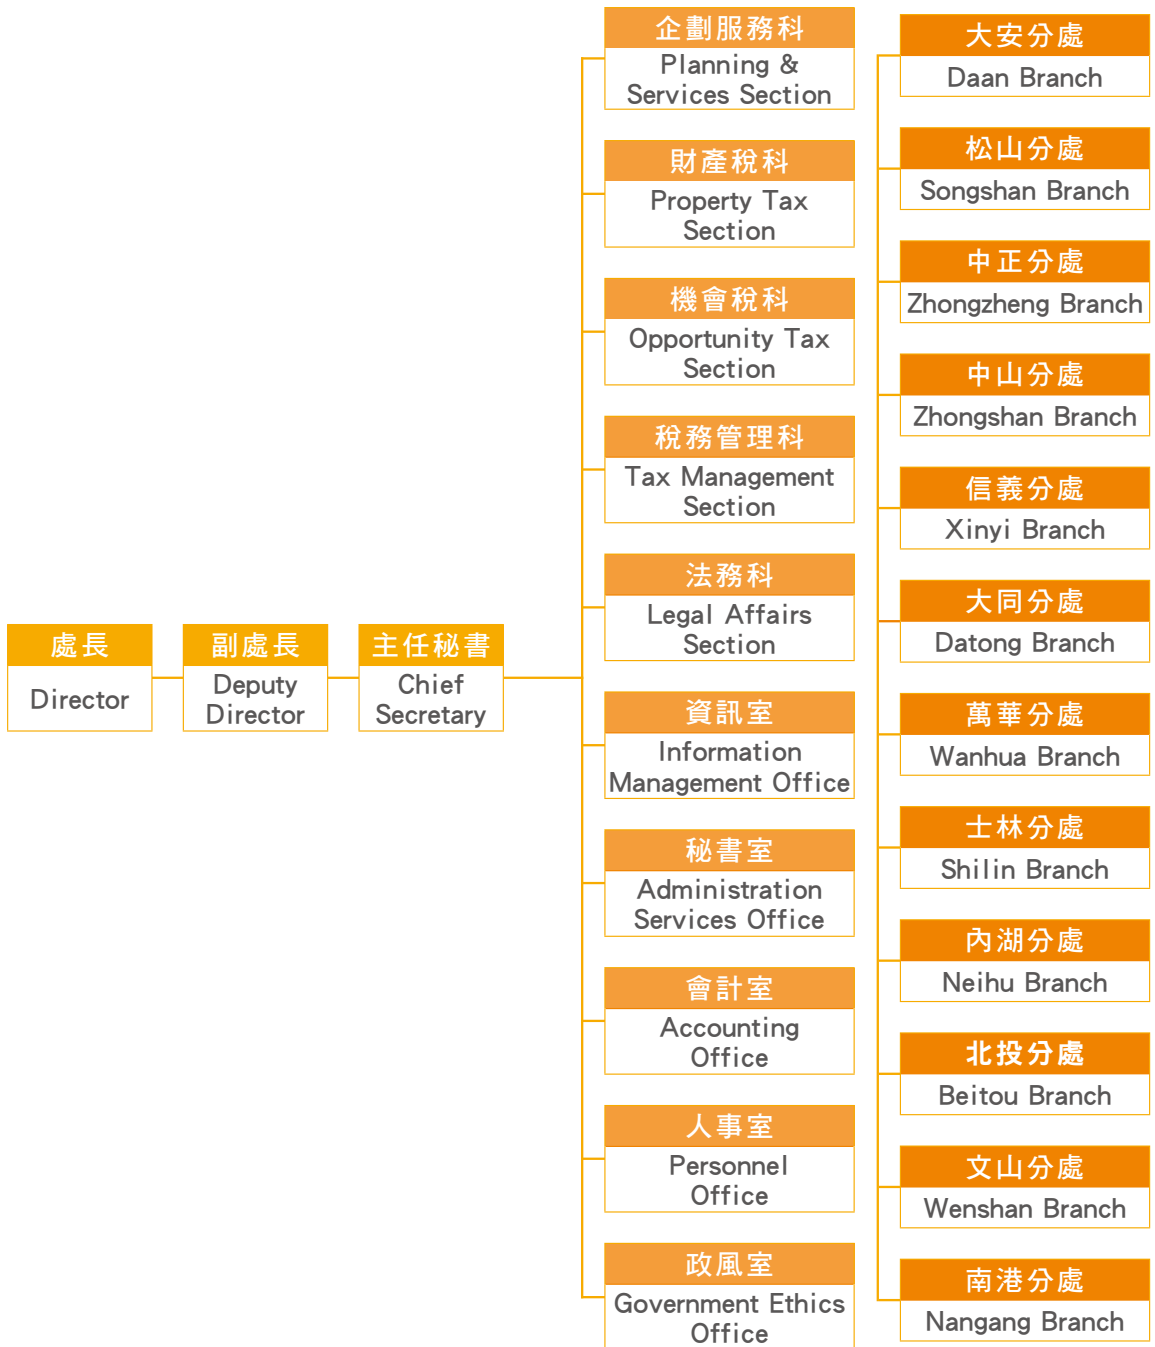 處長
Director
副處長
Deputy
Director
主任秘書
Chief
Secretary
企劃服務科
Planning &
Services Section
財產稅科
Property Tax
Section
機會稅科
Opportunity Tax
Section
稅務管理科
Tax Management
Section
法務科
Legal Affairs
Section
資訊室
Information
Management Office
秘書室
Administration
Services Office
會計室
Accounting
Office
人事室
Personnel
Office
政風室
Government Ethics
Office
大安分處
Daan Branch
松山分處
Songshan Branch
中正分處
Zhongzheng Branch
中山分處
Zhongshan Branch
信義分處
Xinyi Branch
大同分處
Datong Branch
萬華分處
Wanhua Branch
士林分處
Shilin Branch
內湖分處
Neihu Branch
北投分處
Beitou Branch
文山分處
Wenshan Branch
南港分處
Nangang Branch